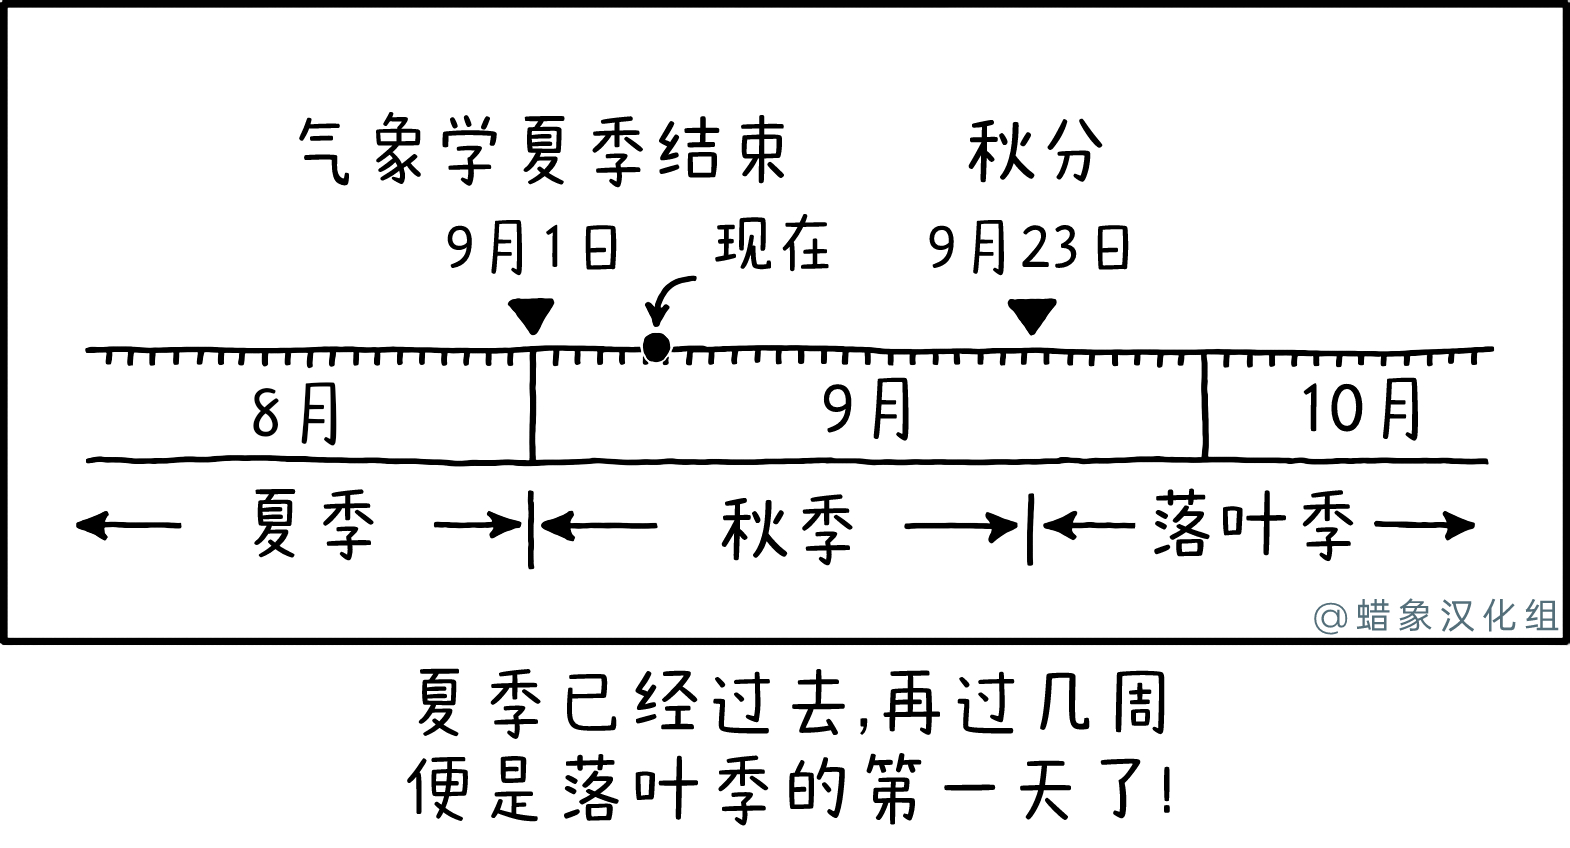 气象学夏季结束 秋分
9月1日 现在 9月23日
8月 9月 10月
夏季 秋季 落叶季
@蜡象汉化组
夏季已经过去,再过几周
便是落叶季的第一天了!